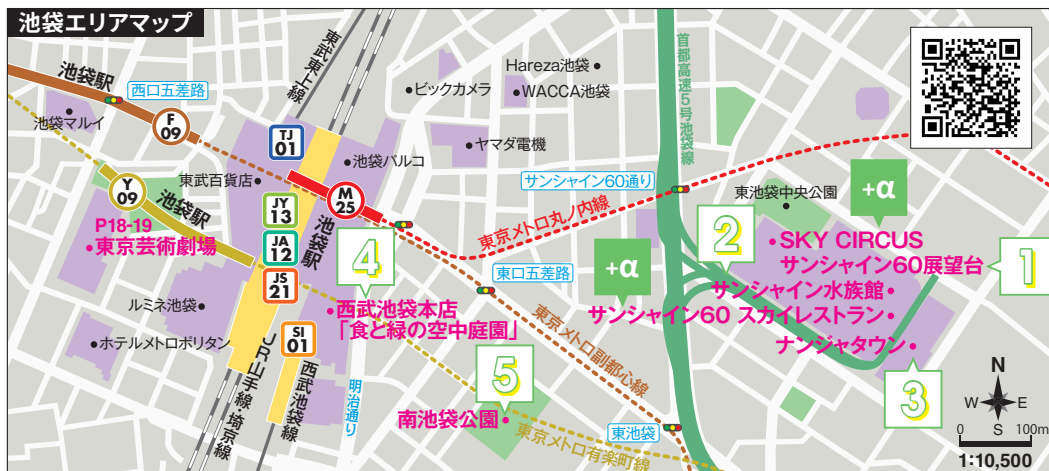 池袋エリアマップ
東武東上線
首都高速5号池袋線
Hareza池袋
WACCA池袋
ビックカメラ
池袋駅
西口五差路
池袋マルイ
F
09
TJ
01
池袋パルコ
ヤマダ電機
東武百貨店
サンシャイン60通り
東池袋中央公園
+α
Y
09
池袋駅
M
25
JY
13
池袋駅
P18-19
東京芸術劇場
東京メトロ丸ノ内線
2
SKY CIRCUS
サンシャイン60展望台
1
JA
12
4
東口五差路
+α
サンシャイン水族館
JS
21
西武池袋本店
「食と緑の空中庭園」
サンシャイン60 スカイレストラン
ルミネ池袋
ホテルメトロポリタン
SI
01
東京メトロ副都心線
ナンジャタウン
3
JR山手線・埼京線
西武池袋線
明治通り
5
南池袋公園
東京メトロ有楽町線
東池袋
N
W
E
S
0
100m
1:10,500